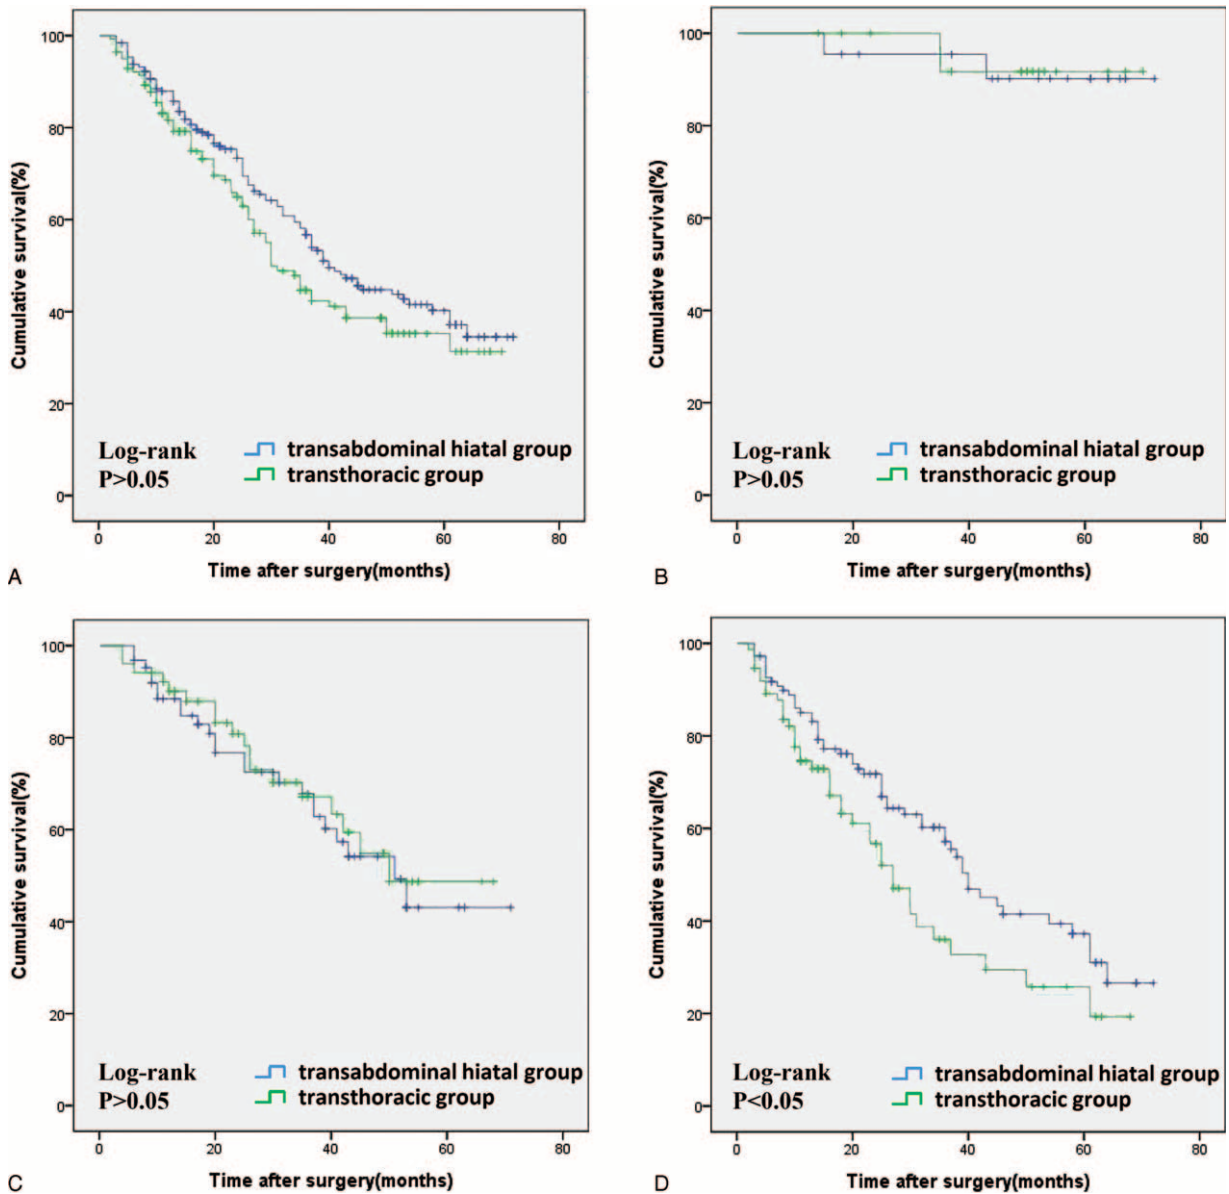 Cumulative survival(%)
100
80
60
40
20
0
Log-rank
P>0.05
transabdominal hiatal group
transthoracic group
0 20 40 60 80
Time after surgery(months)
A
Cumulative survival(%)
100
80
60
40
20
0
Log-rank
P>0.05
transabdominal hiatal group
transthoracic group
0 20 40 60 80
Time after surgery(months)
B
Cumulative survival(%)
100
80
60
40
20
0
Log-rank
P>0.05
transabdominal hiatal group
transthoracic group
0 20 40 60 80
Time after surgery(months)
C
Cumulative survival(%)
100
80
60
40
20
0
Log-rank
P<0.05
transabdominal hiatal group
transthoracic group
0 20 40 60 80
Time after surgery(months)
D